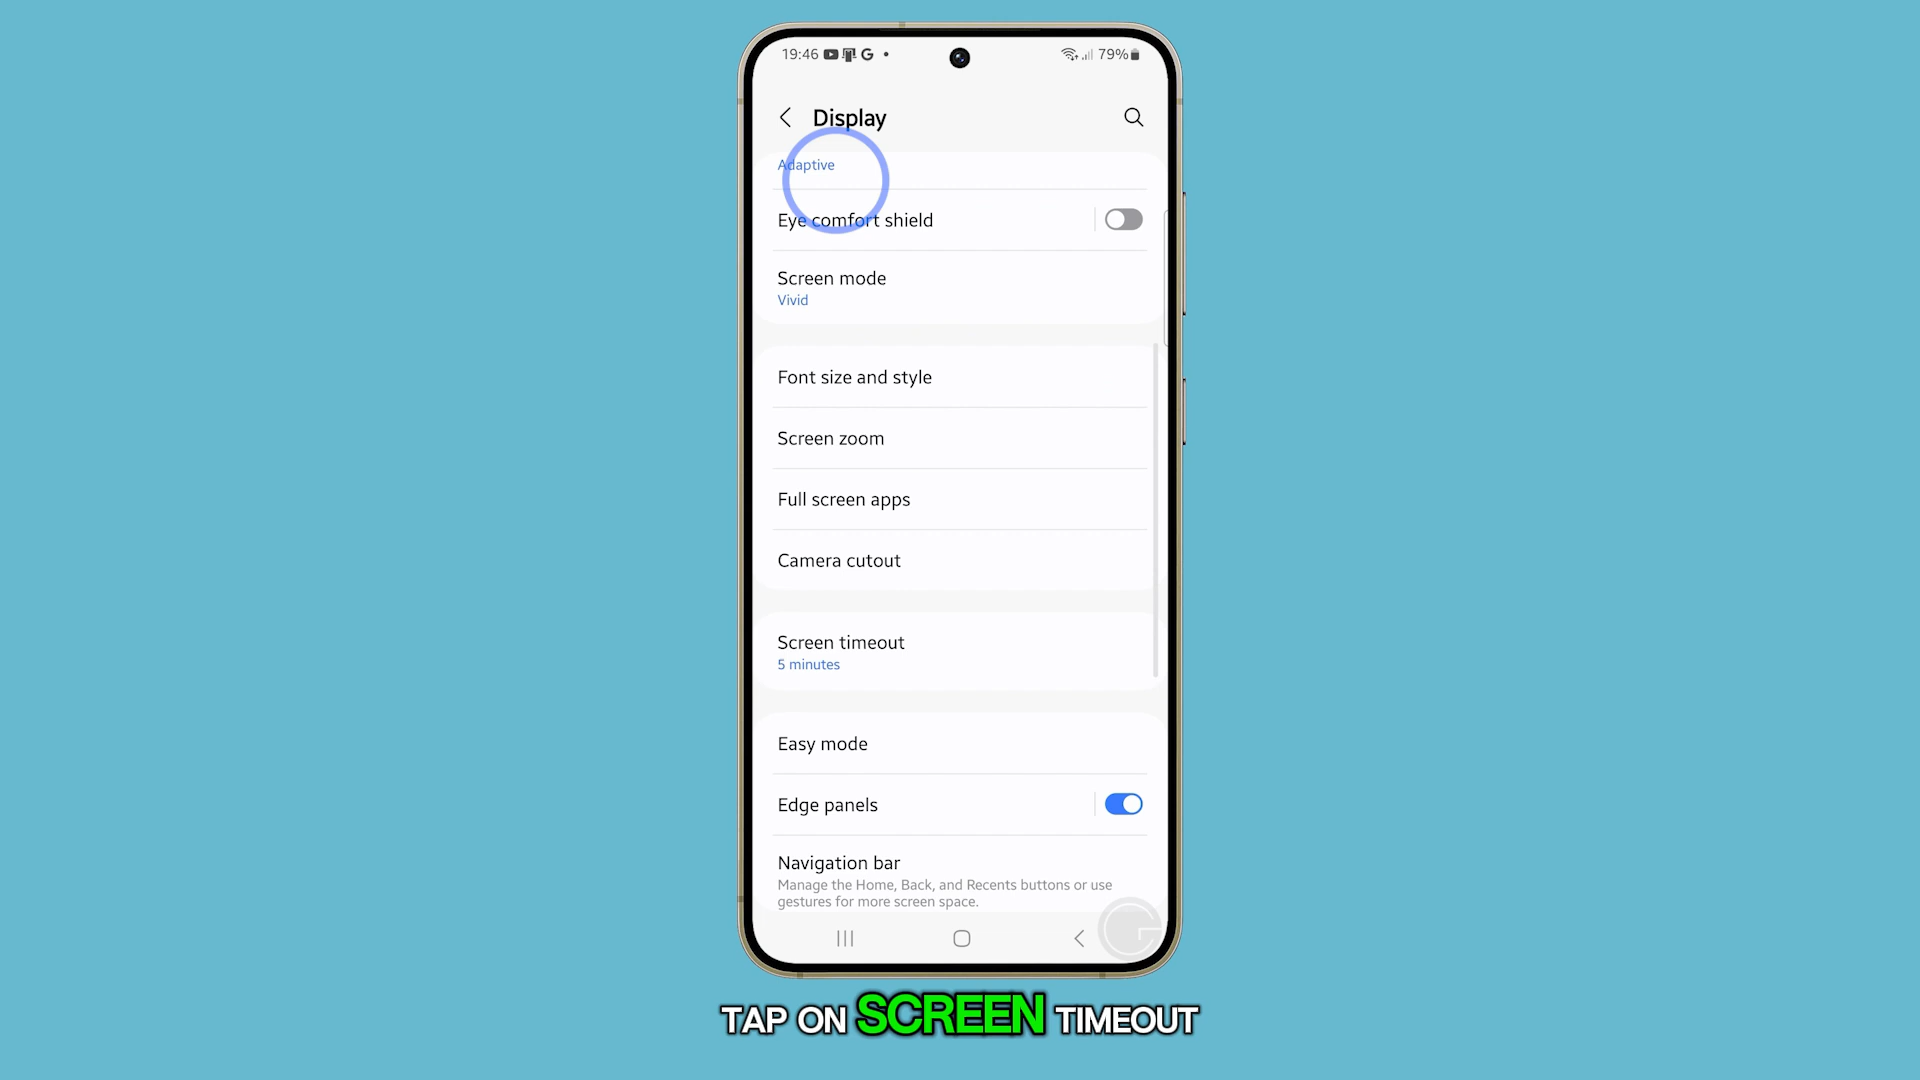 19:46
79%
Display
Adaptive
Eye comfort shield
Screen mode
Vivid
Font size and style
Screen zoom
Full screen apps
Camera cutout
Screen timeout
5 minutes
Easy mode
Edge panels
Navigation bar
Manage the Home, Back, and Recents buttons or use
gestures for more screen space.
TAP ON SCREEN TIMEOUT